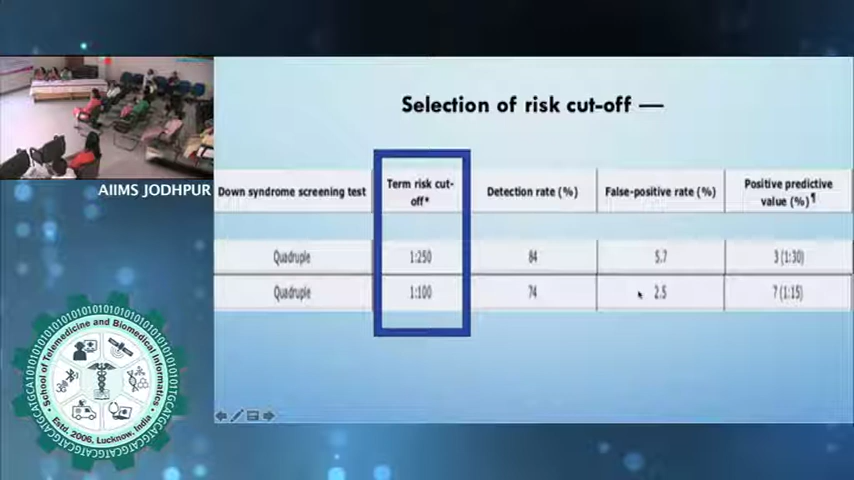 Selection of risk cut-off —
AIIMS JODHPUR
Down syndrome screening test
Term risk cut-
off*
Detection rate (%)
False-positive rate (%)
Positive predictive
value (%)¶
Quadruple
1:250
84
5.7
3 (1:30)
Quadruple
1:100
74
2.5
7 (1:15)
School of Telemedicine and Biomedical Informatics
Estd. 2006, Lucknow, India